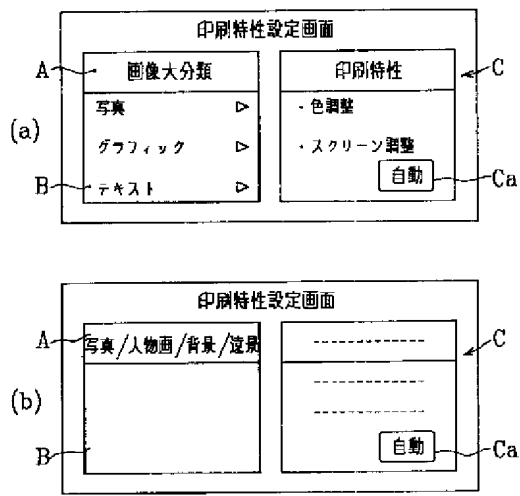 印刷特性設定画面
A
画像大分類
印刷特性
C
写真 ▷
・色調整
(a)
グラフィック ▷
・スクリーン調整
B
テキスト ▷
自動
Ca
印刷特性設定画面
A
写真/人物画/背景/遠景
C
(b)
B
自動
Ca